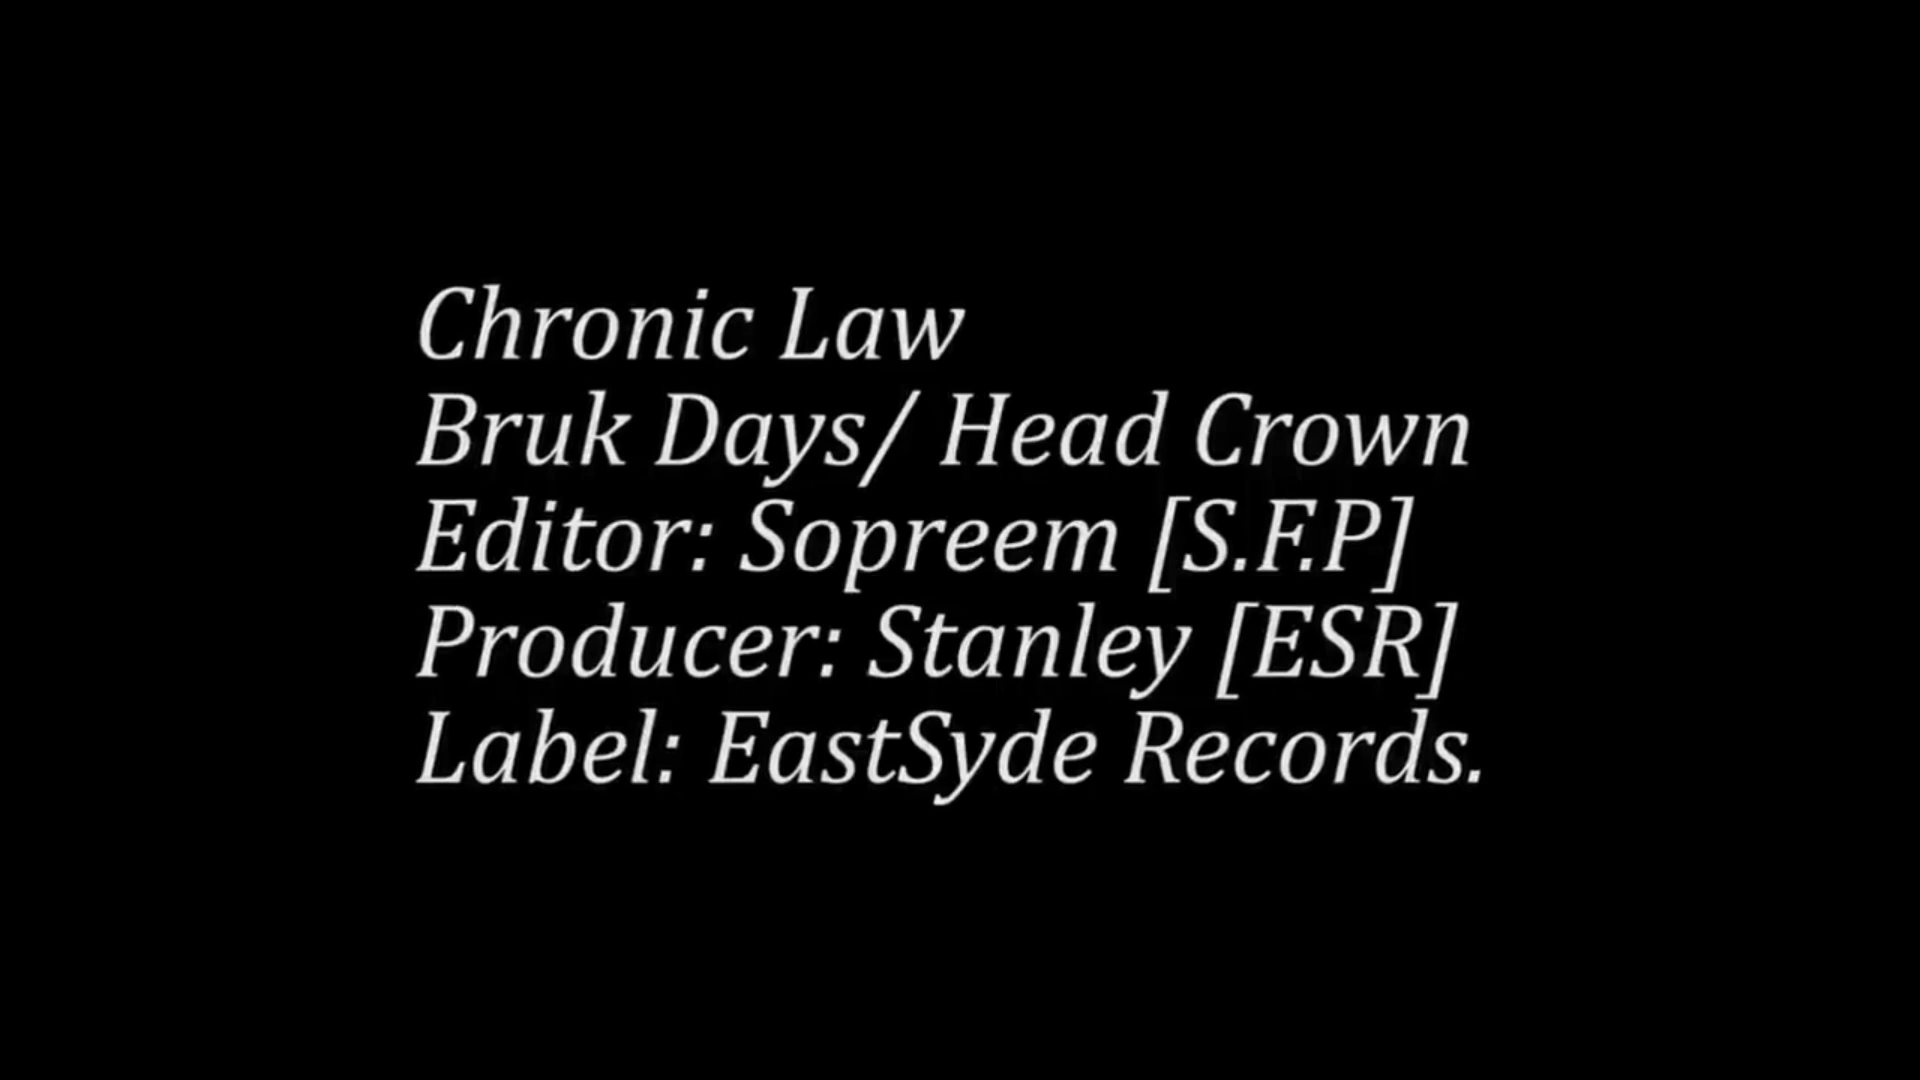 Chronic Law
Bruk Days/ Head Crown
Editor: Sopreem [S.F.P]
Producer: Stanley [ESR]
Label: EastSyde Records.